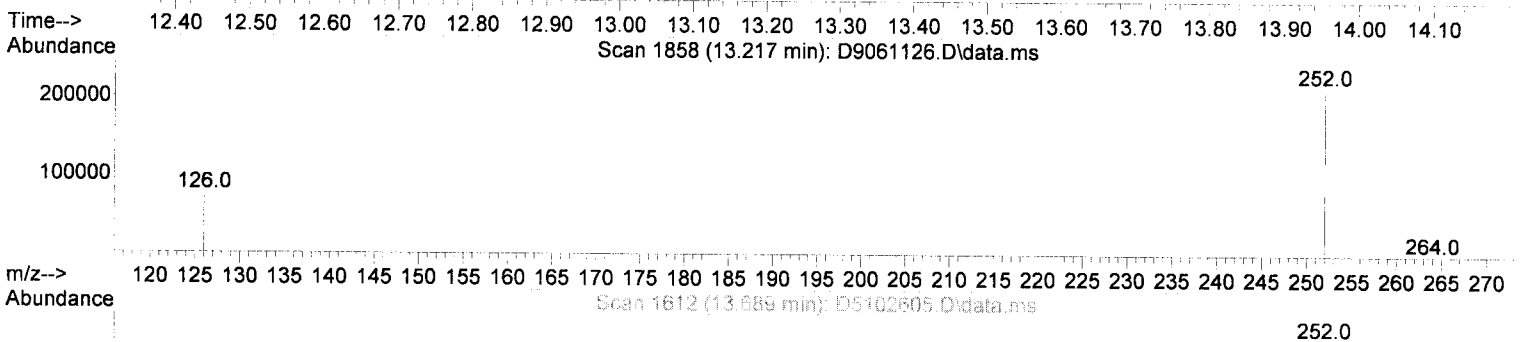 Time--> 12.40 12.50 12.60 12.70 12.80 12.90 13.00 13.10 13.20 13.30 13.40 13.50 13.60 13.70 13.80 13.90 14.00 14.10
Abundance
Scan 1858 (13.217 min): D9061126.D\data.ms
252.0
200000
100000
126.0
264.0
m/z--> 120 125 130 135 140 145 150 155 160 165 170 175 180 185 190 195 200 205 210 215 220 225 230 235 240 245 250 255 260 265 270
Abundance
Scan 1612 (13.689 min): D5102605.D\data.ms
252.0